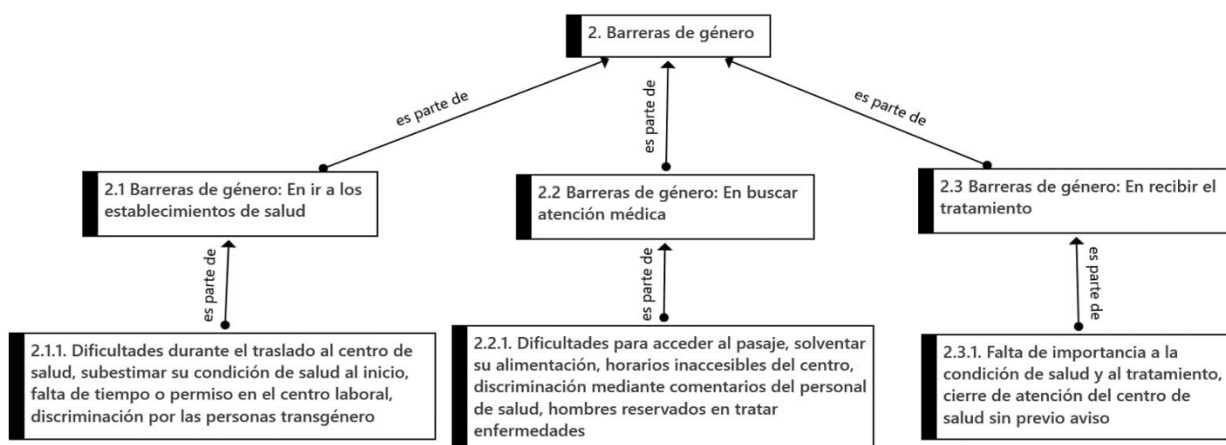 2. Barreras de género
es parte de
es parte de
es parte de
2.1 Barreras de género: En ir a los
establecimientos de salud
2.2 Barreras de género: En buscar
atención médica
2.3 Barreras de género: En recibir el
tratamiento
es parte de
es parte de
es parte de
2.1.1. Dificultades durante el traslado al centro de
salud, subestimar su condición de salud al inicio,
falta de tiempo o permiso en el centro laboral,
discriminación por las personas transgénero
2.2.1. Dificultades para acceder al pasaje, solventar
su alimentación, horarios inaccesibles del centro,
discriminación mediante comentarios del personal
de salud, hombres reservados en tratar
enfermedades
2.3.1. Falta de importancia a la
condición de salud y al tratamiento,
cierre de atención del centro de
salud sin previo aviso